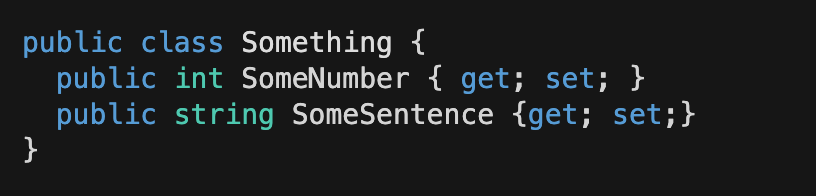 public class Something {
  public int SomeNumber { get; set; }
  public string SomeSentence {get; set;}
}